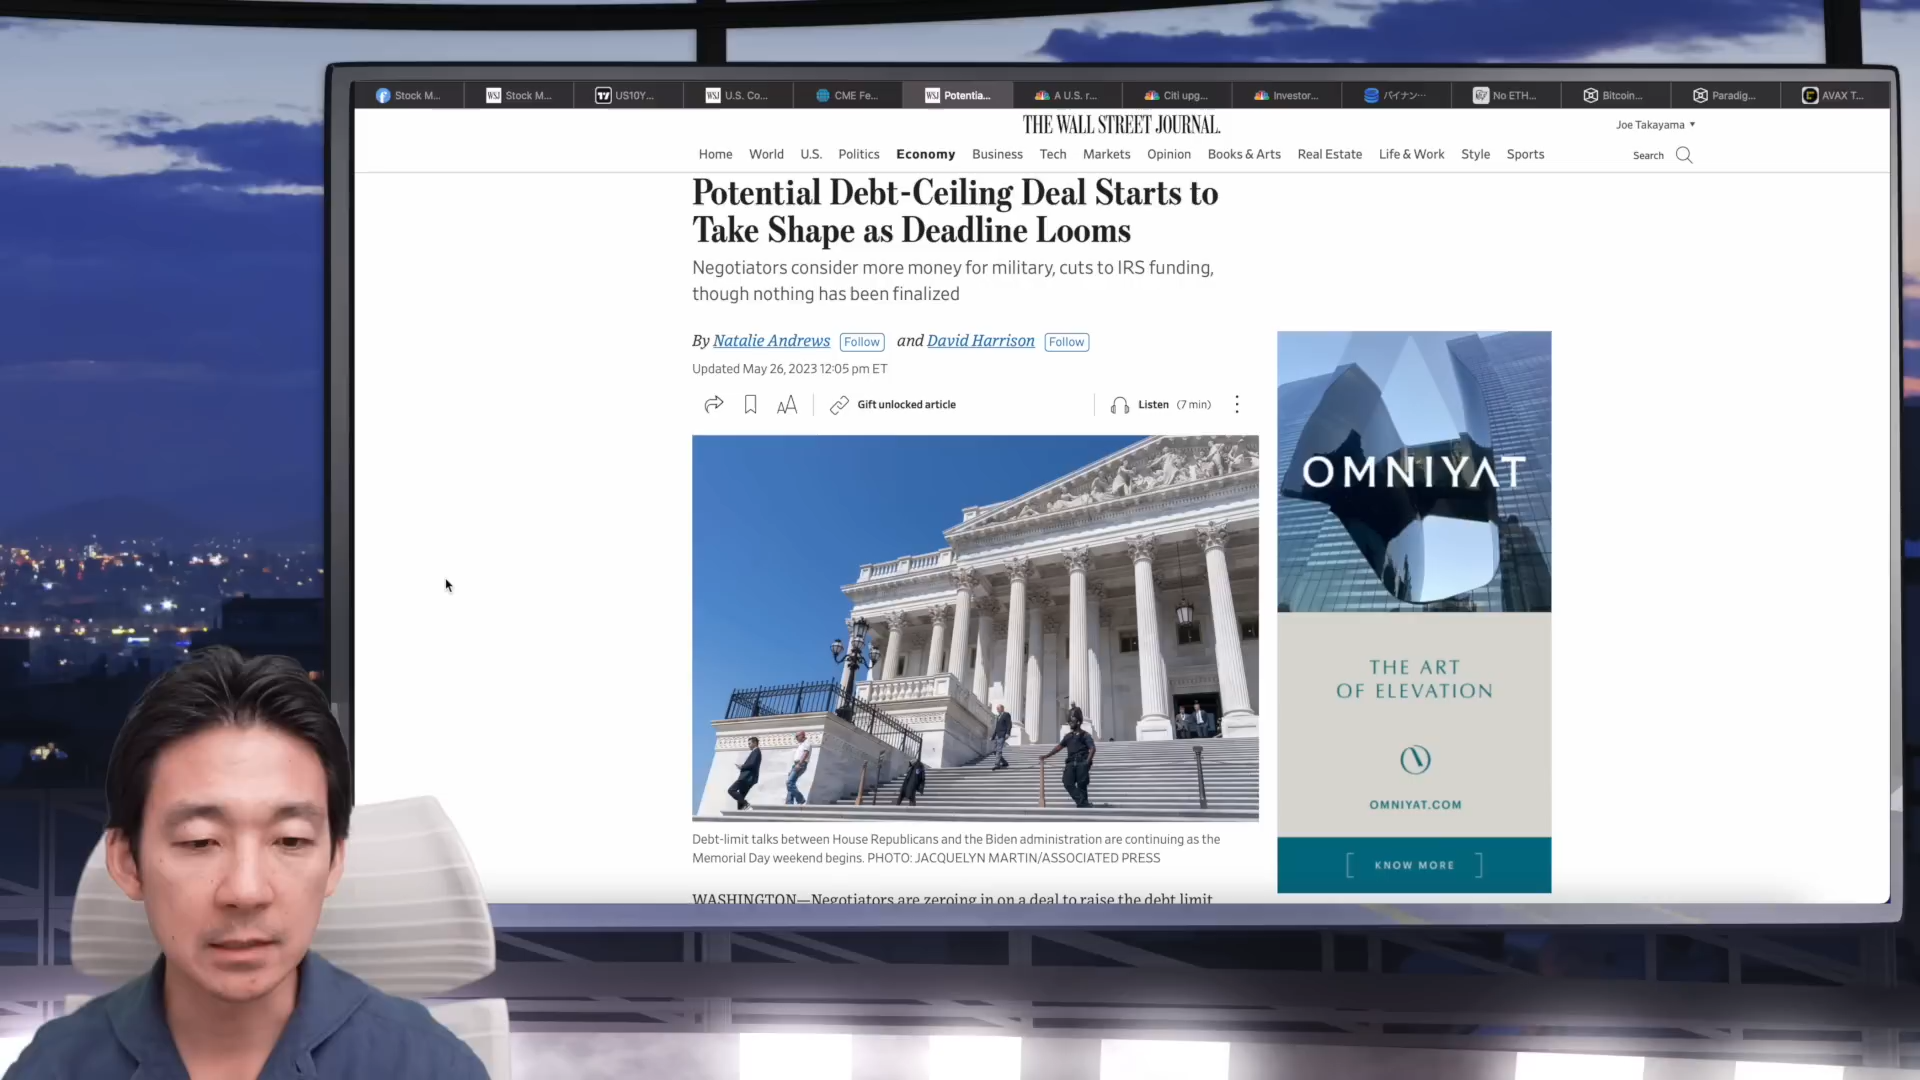 Stock M...
Stock M...
US10Y...
U.S. Co...
CME Fe...
Potentia...
A U.S. r...
Citi upg...
Investor...
バイナン…
No ETH...
Bitcoin...
Paradig...
AVAX T...
THE WALL STREET JOURNAL.
Joe Takayama
Home World U.S. Politics Economy Business Tech Markets Opinion Books & Arts Real Estate Life & Work Style Sports
Search
Potential Debt-Ceiling Deal Starts to
Take Shape as Deadline Looms
Negotiators consider more money for military, cuts to IRS funding,
though nothing has been finalized
By Natalie Andrews Follow and David Harrison Follow
Updated May 26, 2023 12:05 pm ET
AA Gift unlocked article
Listen (7 min)
OMNIYAT
THE ART
OF ELEVATION
OMNIYAT.COM
KNOW MORE
Debt-limit talks between House Republicans and the Biden administration are continuing as the
Memorial Day weekend begins. PHOTO: JACQUELYN MARTIN/ASSOCIATED PRESS
WASHINGTON—Negotiators are zeroing in on a deal to raise the debt limit